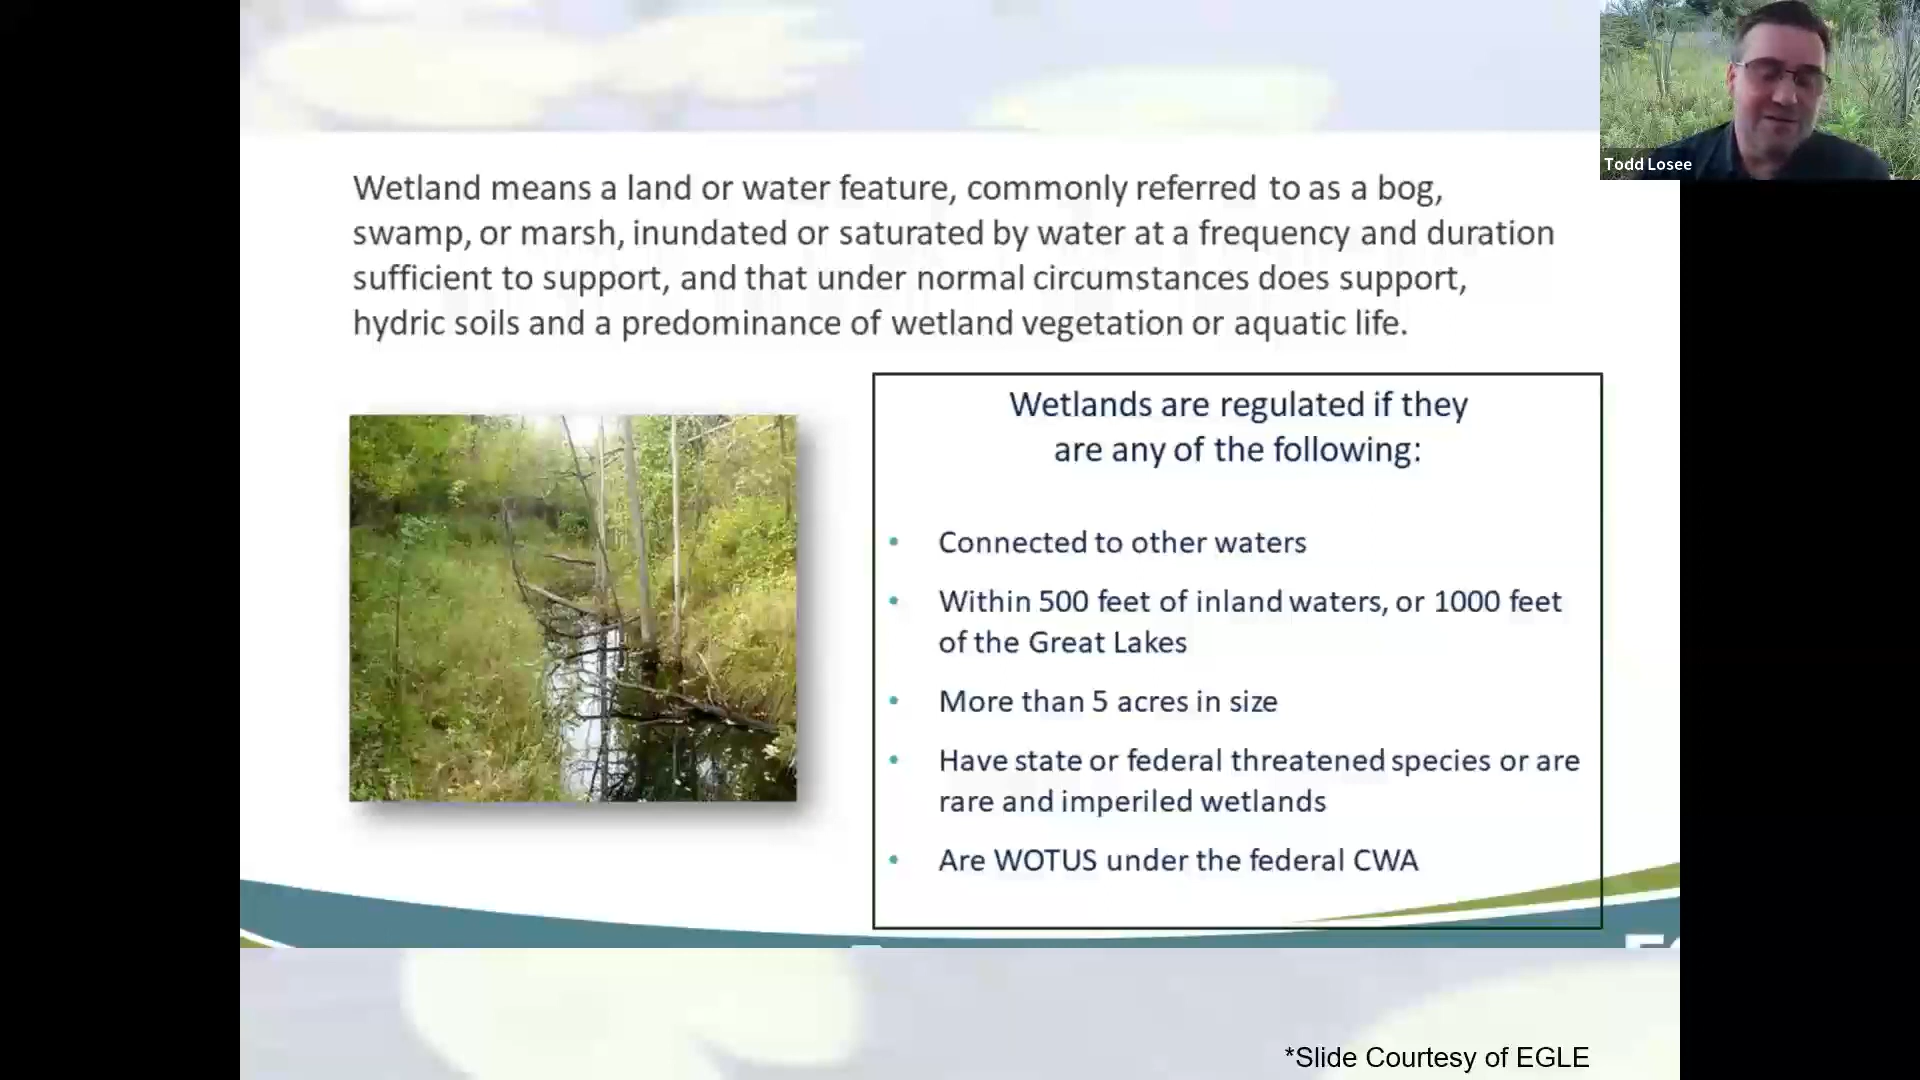 Todd Losee
Wetland means a land or water feature, commonly referred to as a bog,
swamp, or marsh, inundated or saturated by water at a frequency and duration
sufficient to support, and that under normal circumstances does support,
hydric soils and a predominance of wetland vegetation or aquatic life.
Wetlands are regulated if they
are any of the following:
• Connected to other waters
• Within 500 feet of inland waters, or 1000 feet
of the Great Lakes
• More than 5 acres in size
• Have state or federal threatened species or are
rare and imperiled wetlands
• Are WOTUS under the federal CWA
*Slide Courtesy of EGLE